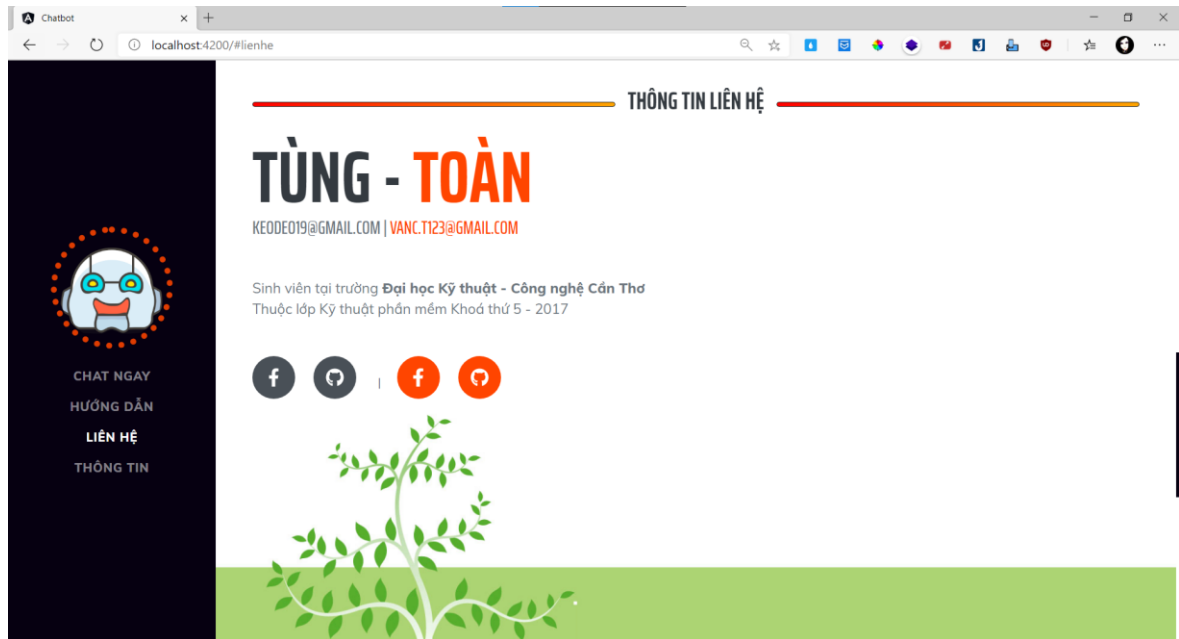 Chatbot
localhost:4200/#lienhe
THÔNG TIN LIÊN HỆ
TÙNG - TOÀN
KEODEO19@GMAIL.COM | VANC.T123@GMAIL.COM
Sinh viên tại trường Đại học Kỹ thuật - Công nghệ Cần Thơ
Thuộc lớp Kỹ thuật phần mềm Khoá thứ 5 - 2017
|
CHAT NGAY
HƯỚNG DẪN
LIÊN HỆ
THÔNG TIN